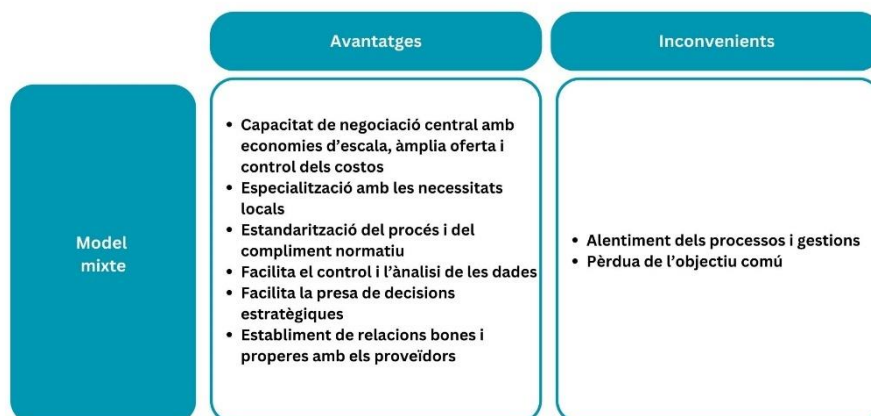 Avantatges
Inconvenients
Model
mixte
• Capacitat de negociació central amb
economies d'escala, àmplia oferta i
control dels costos
• Especialització amb les necessitats
locals
• Estandarització del procés i del
compliment normatiu
• Facilita el control i l'ànalisi de les dades
• Facilita la presa de decisions
estratègiques
• Establiment de relacions bones i
properes amb els proveïdors
• Alentiment dels processos i gestions
• Pèrdua de l'objectiu comú